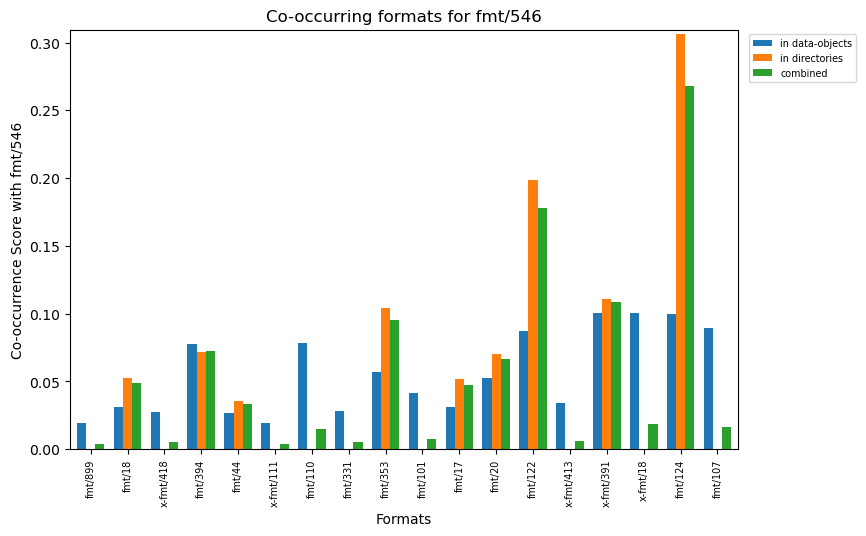 Co-occurring formats for fmt/546
in data-objects
in directories
combined
Co-occurrence Score with fmt/546
0.30
0.25
0.20
0.15
0.10
0.05
0.00
fmt/899
fmt/18
x-fmt/418
fmt/394
fmt/44
x-fmt/111
fmt/110
fmt/331
fmt/353
fmt/101
fmt/17
fmt/20
fmt/122
x-fmt/413
x-fmt/391
x-fmt/18
fmt/124
fmt/107
Formats